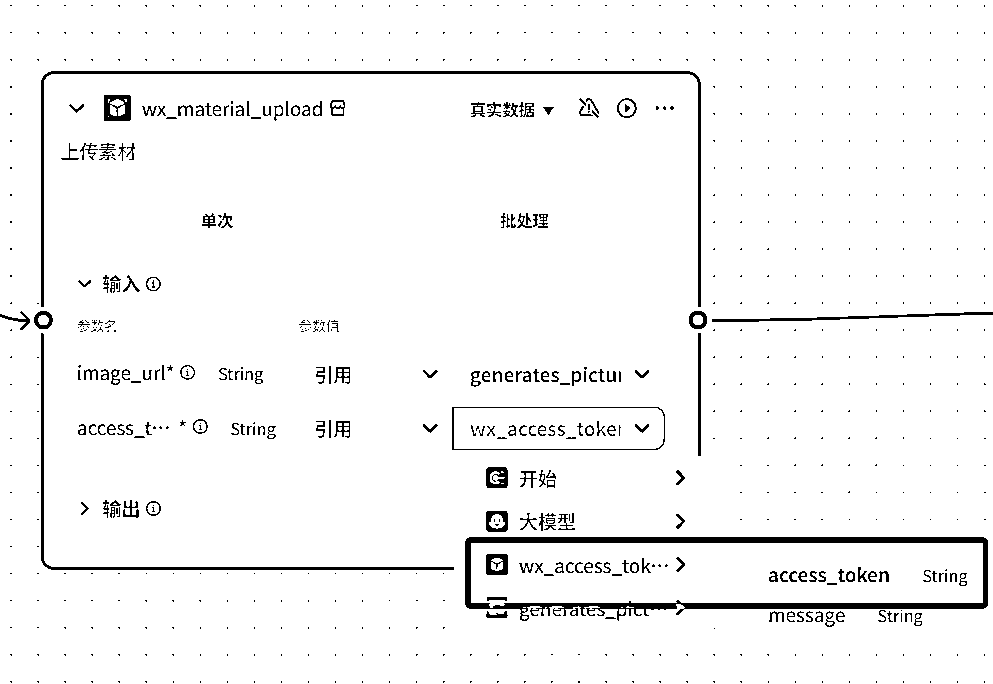 wx_material_upload 真实数据
上传素材
单次 批处理
输入
参数名 参数值
image_url* String 引用 generates_pictui
access_t… * String 引用 wx_access_token
开始
输出
大模型
wx_access_tok… access_token String
generates_pict… message String